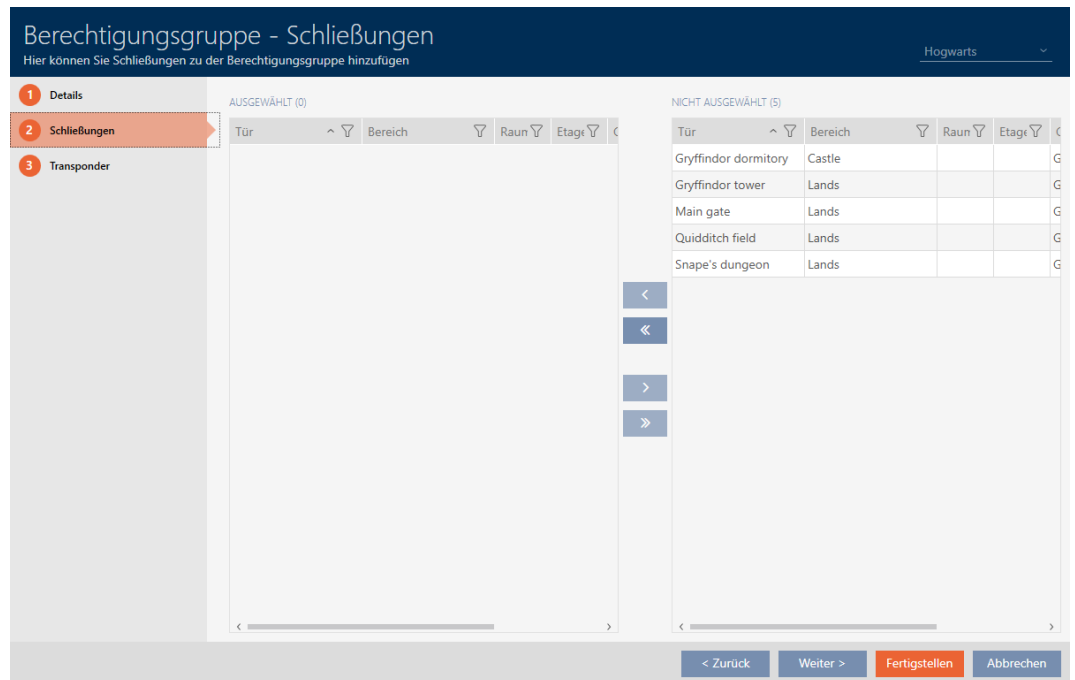 Berechtigungsgruppe - Schließungen
Hier können Sie Schließungen zu der Berechtigungsgruppe hinzufügen
Hogwarts
1 Details
2 Schließungen
3 Transponder
AUSGEWÄHLT (0)
Tür Bereich Raum Etage
NICHT AUSGEWÄHLT (5)
Tür Bereich Raum Etage G
Gryffindor dormitory Castle G
Gryffindor tower Lands G
Main gate Lands G
Quidditch field Lands G
Snape's dungeon Lands G
< Zurück
Weiter >
Fertigstellen
Abbrechen